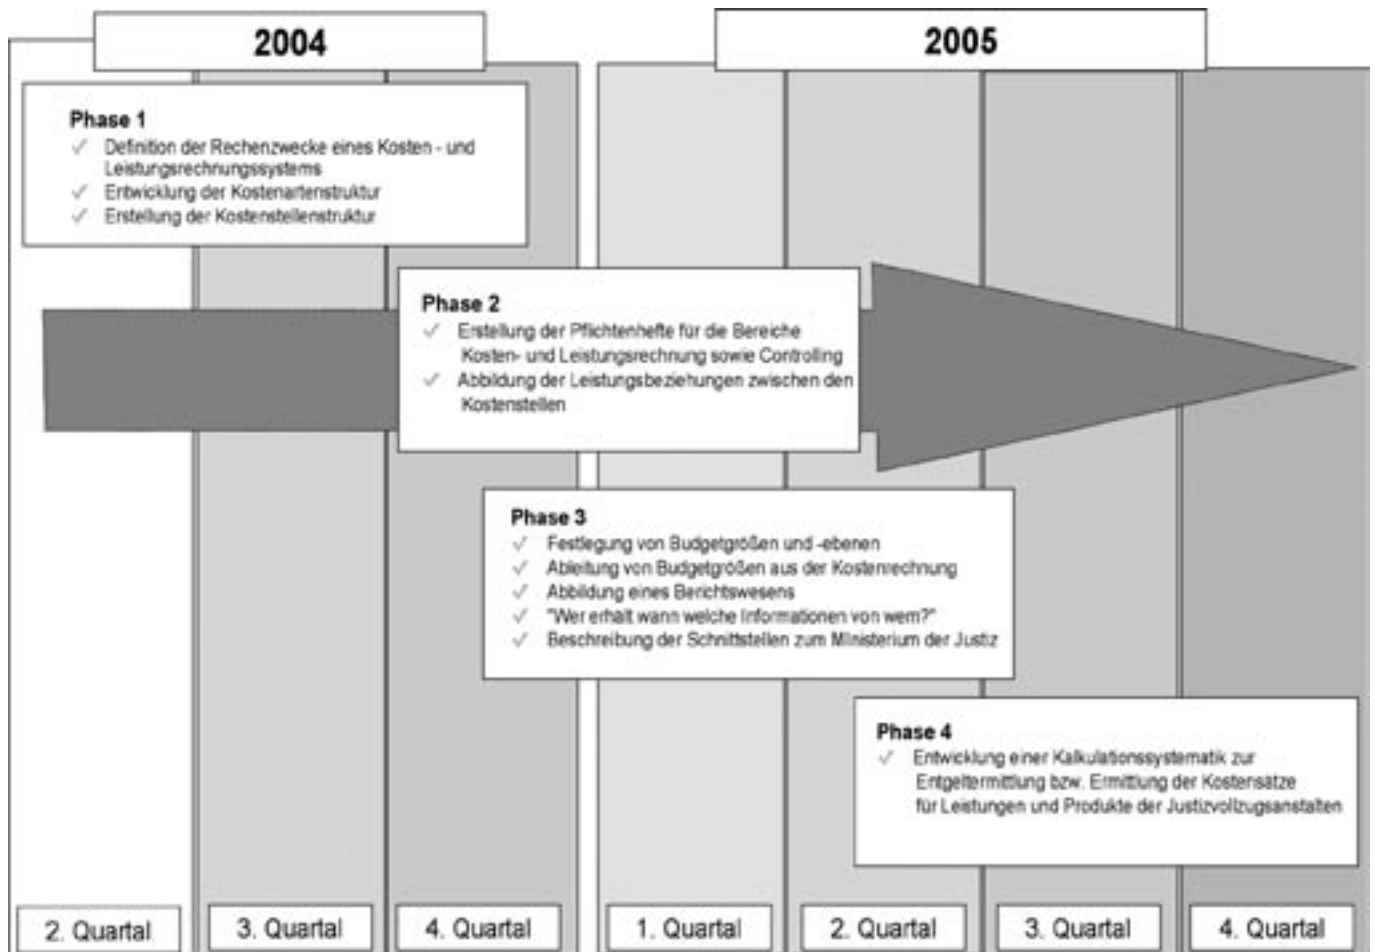 2004
2005
Phase 1
✓ Definition der Rechenzwecke eines Kosten - und
Leistungsrechnungssystems
✓ Entwicklung der Kostenartenstruktur
✓ Erstellung der Kostenstellenstruktur
Phase 2
✓ Erstellung der Pflichtenhefte für die Bereiche
Kosten- und Leistungsrechnung sowie Controlling
✓ Abbildung der Leistungsbeziehungen zwischen den
Kostenstellen
Phase 3
✓ Festlegung von Budgetgrößen und -ebenen
✓ Ableitung von Budgetgrößen aus der Kostenrechnung
✓ Abbildung eines Berichtswesens
✓ "Wer erhält wann welche Informationen von wem?"
✓ Beschreibung der Schnittstellen zum Ministerium der Justiz
Phase 4
✓ Entwicklung einer Kalkulationssystematik zur
Entgeltermittlung bzw. Ermittlung der Kostensätze
für Leistungen und Produkte der Justizvollzugsanstalten
2. Quartal
3. Quartal
4. Quartal
1. Quartal
2. Quartal
3. Quartal
4. Quartal